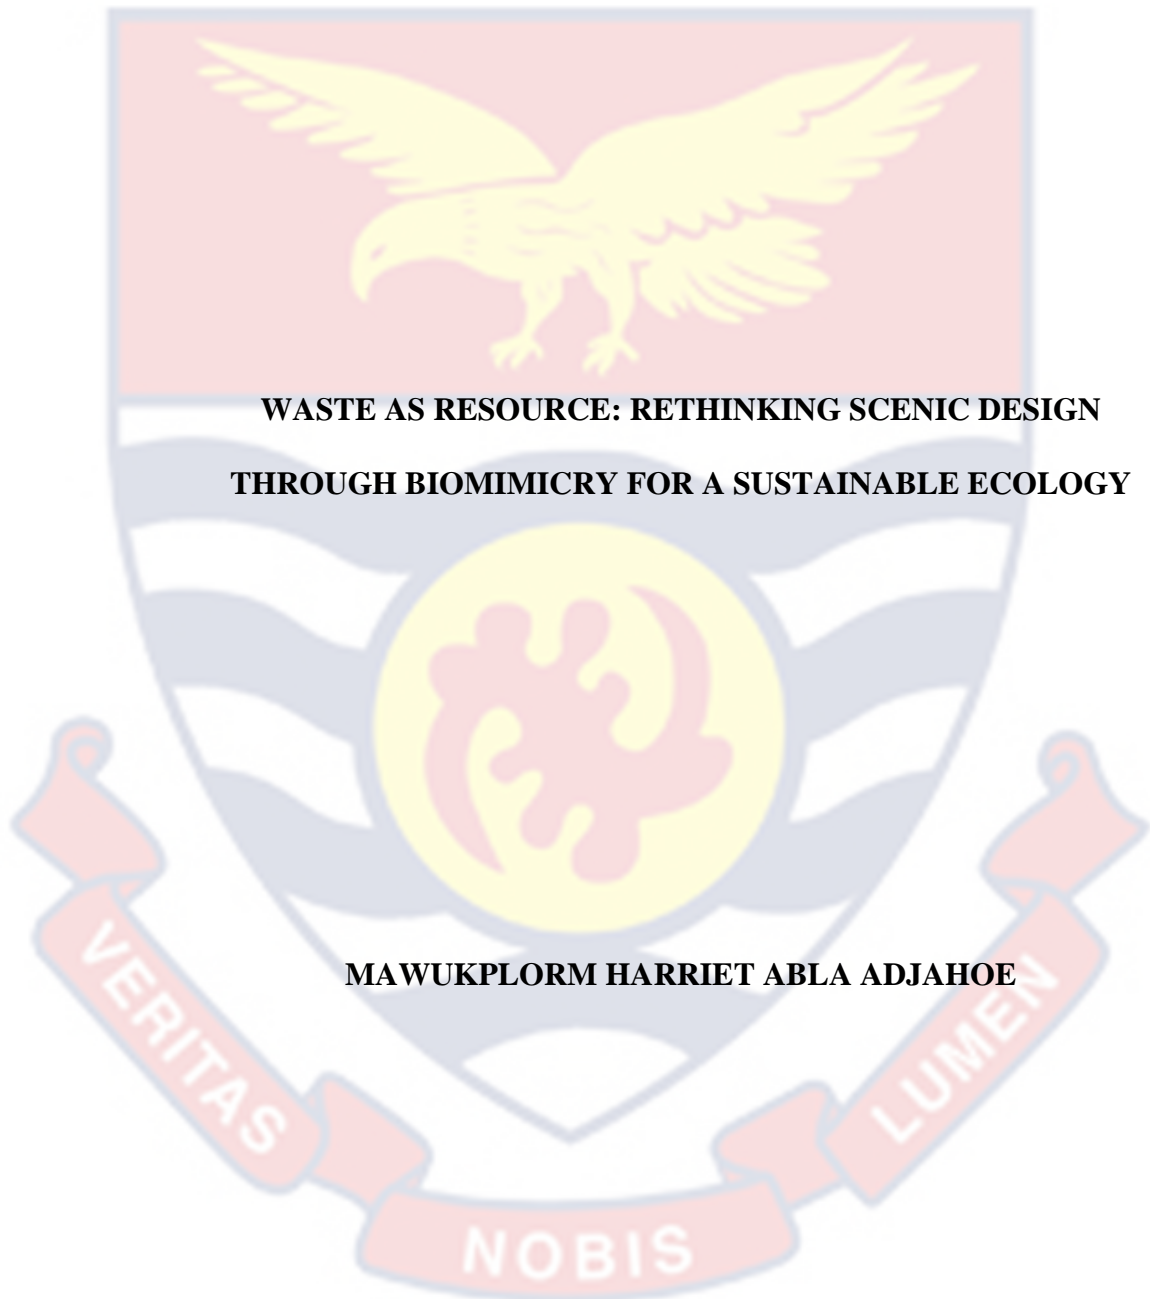 WASTE AS RESOURCE: RETHINKING SCENIC DESIGN
THROUGH BIOMIMICRY FOR A SUSTAINABLE ECOLOGY
MAWUKPLORM HARRIET ABLA ADJAHOE
VERITAS
NOBIS
LUMEN